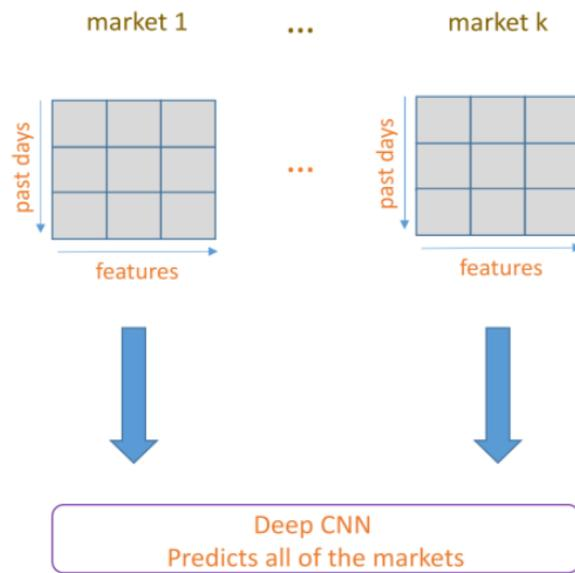 market 1 ... market k
past days
features
...
past days
features
Deep CNN
Predicts all of the markets